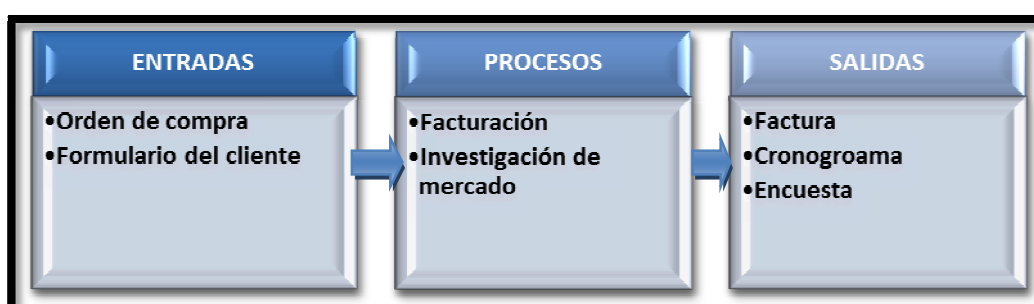 ENTRADAS
•Orden de compra
•Formulario del cliente
PROCESOS
•Facturación
•Investigación de
mercado
SALIDAS
•Factura
•Cronogroama
•Encuesta